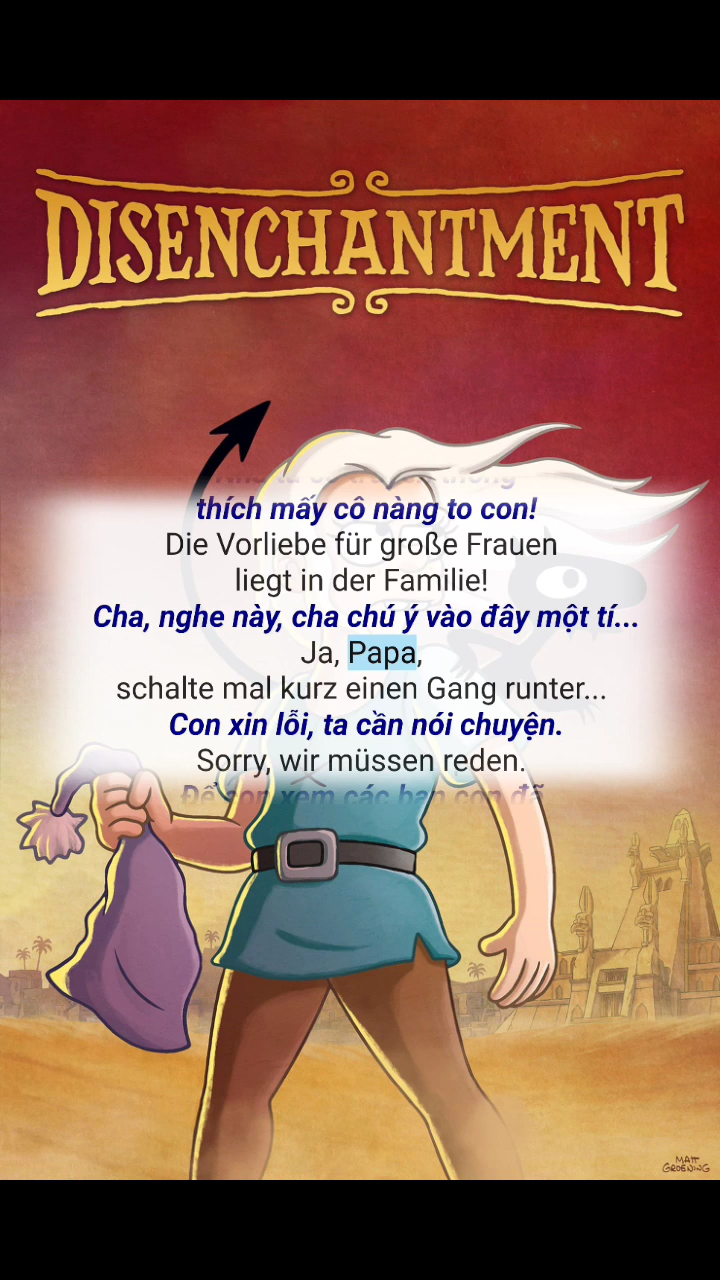 DISENCHANTMENT
thích mấy cô nàng to con!
Die Vorliebe für große Frauen
liegt in der Familie!
Cha, nghe này, cha chú ý vào đây một tí...
Ja, Papa,
schalte mal kurz einen Gang runter...
Con xin lỗi, ta cần nói chuyện.
Sorry, wir müssen reden.
MATT
GROENING